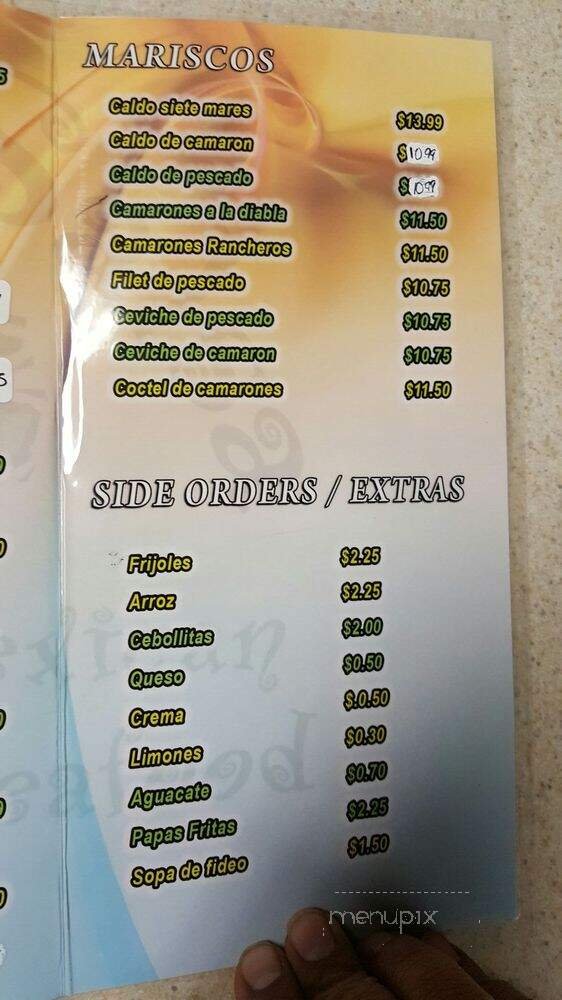 MARISCOS
Caldo siete mares $13.99
Caldo de camaron $10.99
Caldo de pescado $10.99
Camarones a la diabla $11.50
Camarones Rancheros $11.50
Filet de pescado $10.75
Ceviche de pescado $10.75
Ceviche de camaron $10.75
Coctel de camarones $11.50
SIDE ORDERS / EXTRAS
Frijoles $2.25
Arroz $2.25
Cebollitas $2.00
Queso $0.50
Crema $.0.50
Limones $0.30
Aguacate $0.70
Papas Fritas $2.25
Sopa de fideo $1.50
menupix